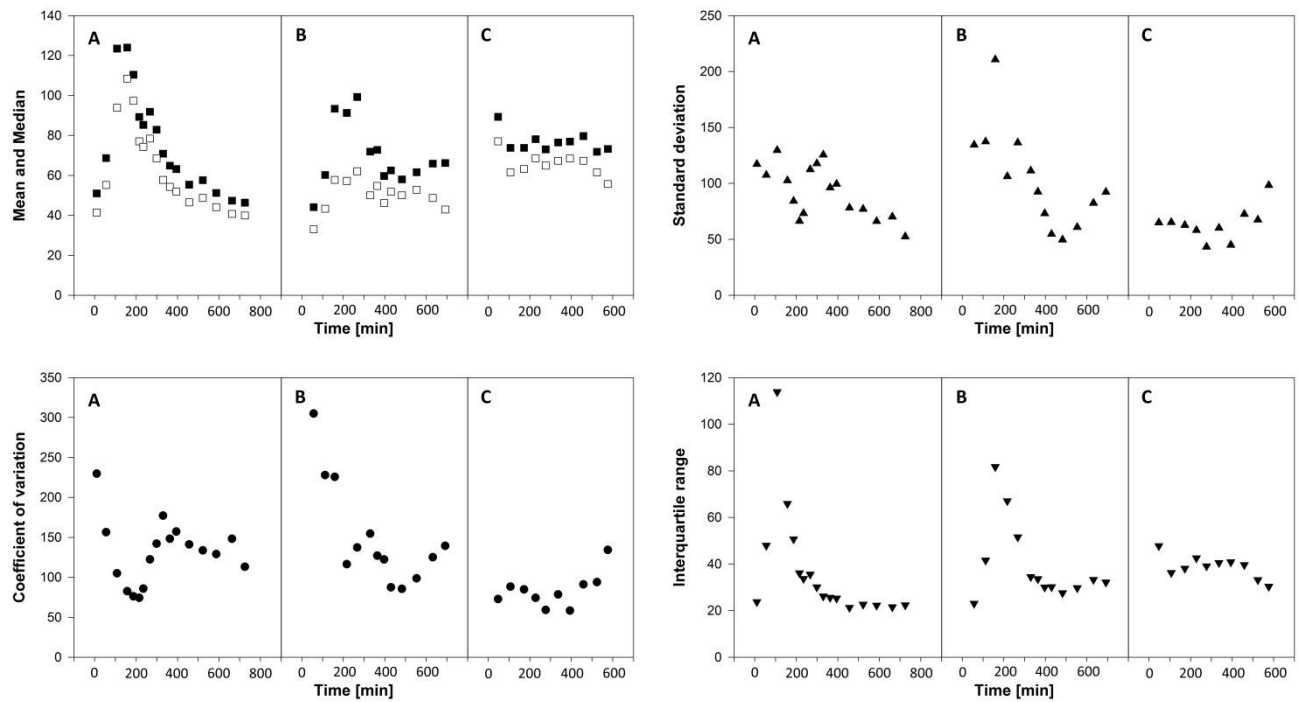 140
120
100
80
60
40
20
0
Mean and Median
A
B
C
0 200 400 600 800
0 200 400 600
0 200 400 600
Time [min]
250
200
150
100
50
0
Standard deviation
A
B
C
0 200 400 600
0 200 400 600
0 200 400 600
Time [min]
350
300
250
200
150
100
50
0
Coefficient of variation
A
B
C
0 200 400 600 800
0 200 400 600
0 200 400 600
Time [min]
120
100
80
60
40
20
0
Interquartile range
A
B
C
0 200 400 600
0 200 400 600
0 200 400 600
Time [min]